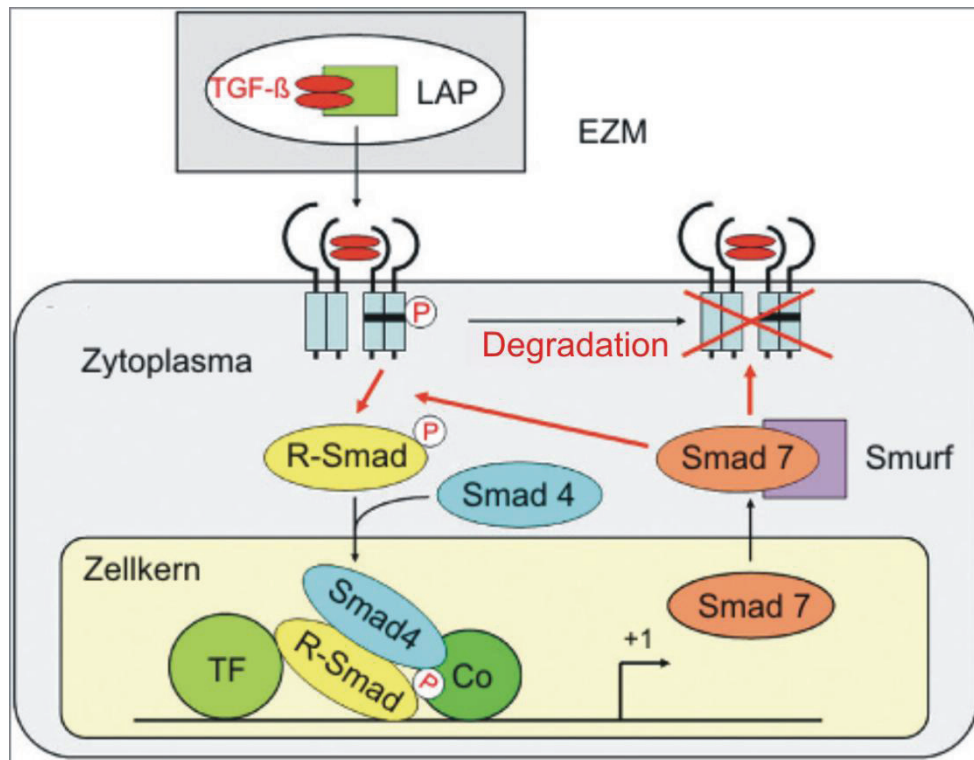 TGF-ß
LAP
EZM
P
Degradation
Zytoplasma
P
R-Smad
Smad 7
Smurf
Smad 4
Zellkern
Smad 7
Smad4
+1
TF
R-Smad
P
Co